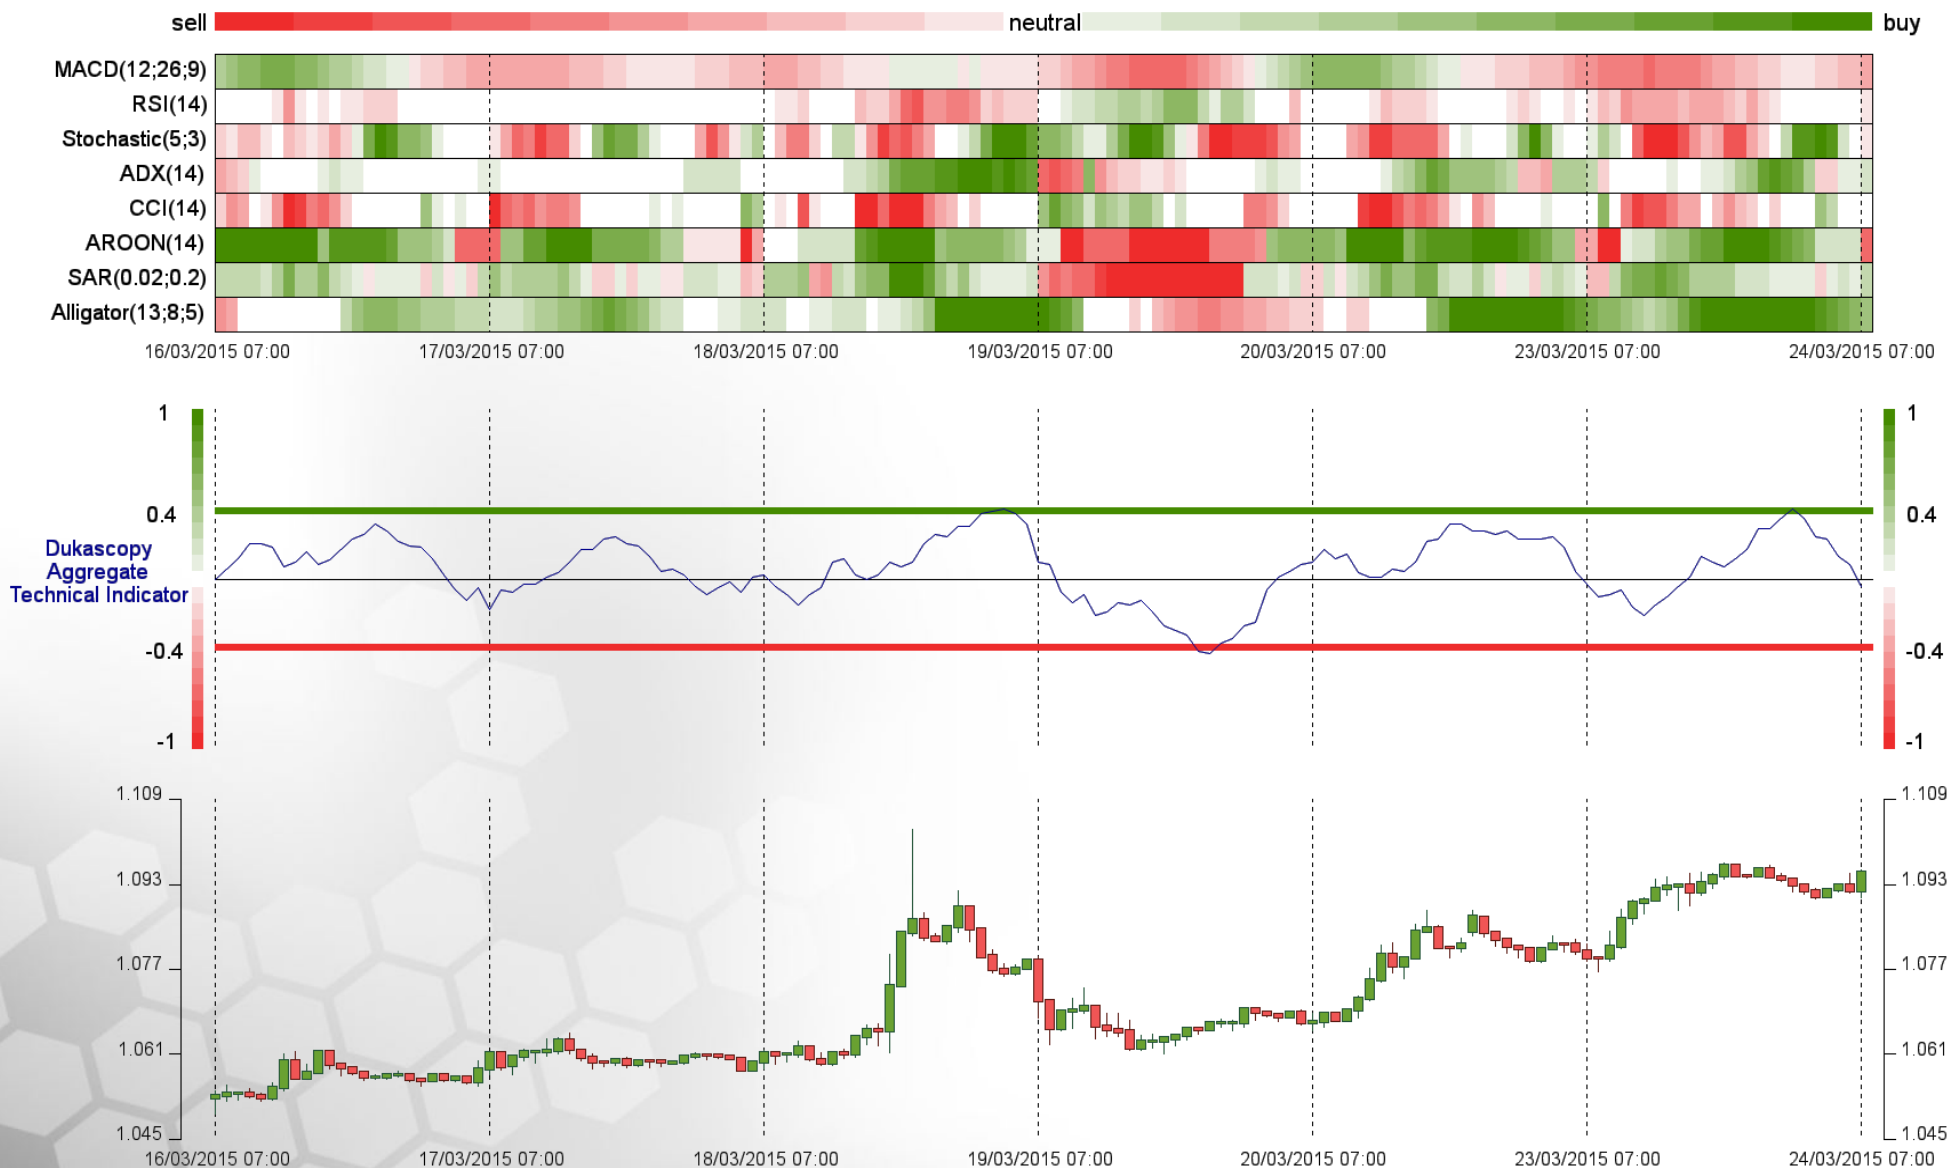 sell neutral buy
MACD(12;26;9)
RSI(14)
Stochastic(5;3)
ADX(14)
CCI(14)
AROON(14)
SAR(0.02;0.2)
Alligator(13;8;5)
16/03/2015 07:00 17/03/2015 07:00 18/03/2015 07:00 19/03/2015 07:00 20/03/2015 07:00 23/03/2015 07:00 24/03/2015 07:00
1 1
0.4 0.4
Dukascopy
Aggregate
Technical Indicator
-0.4 -0.4
-1 -1
1.109 1.109
1.093 1.093
1.077 1.077
1.061 1.061
1.045 1.045
16/03/2015 07:00 17/03/2015 07:00 18/03/2015 07:00 19/03/2015 07:00 20/03/2015 07:00 23/03/2015 07:00 24/03/2015 07:00